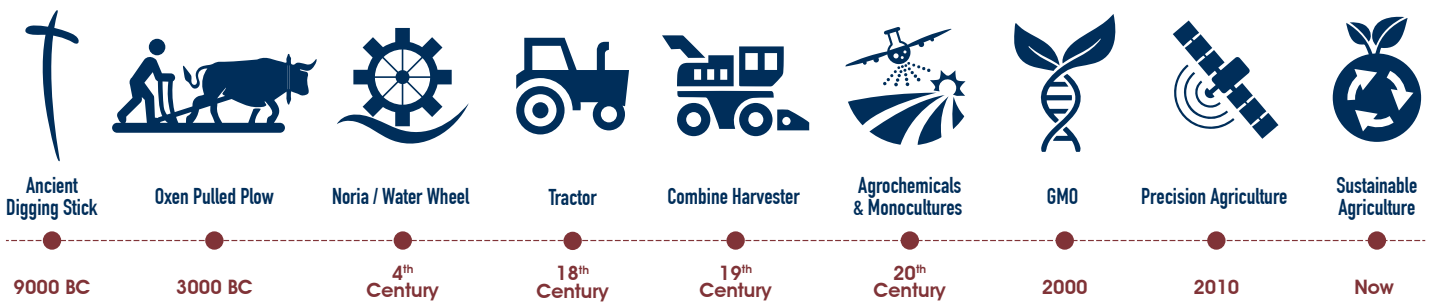 Ancient
Digging Stick
Oxen Pulled Plow
Noria / Water Wheel
Tractor
Combine Harvester
Agrochemicals
& Monocultures
GMO
Precision Agriculture
Sustainable
Agriculture
9000 BC
3000 BC
4th
Century
18th
Century
19th
Century
20th
Century
2000
2010
Now